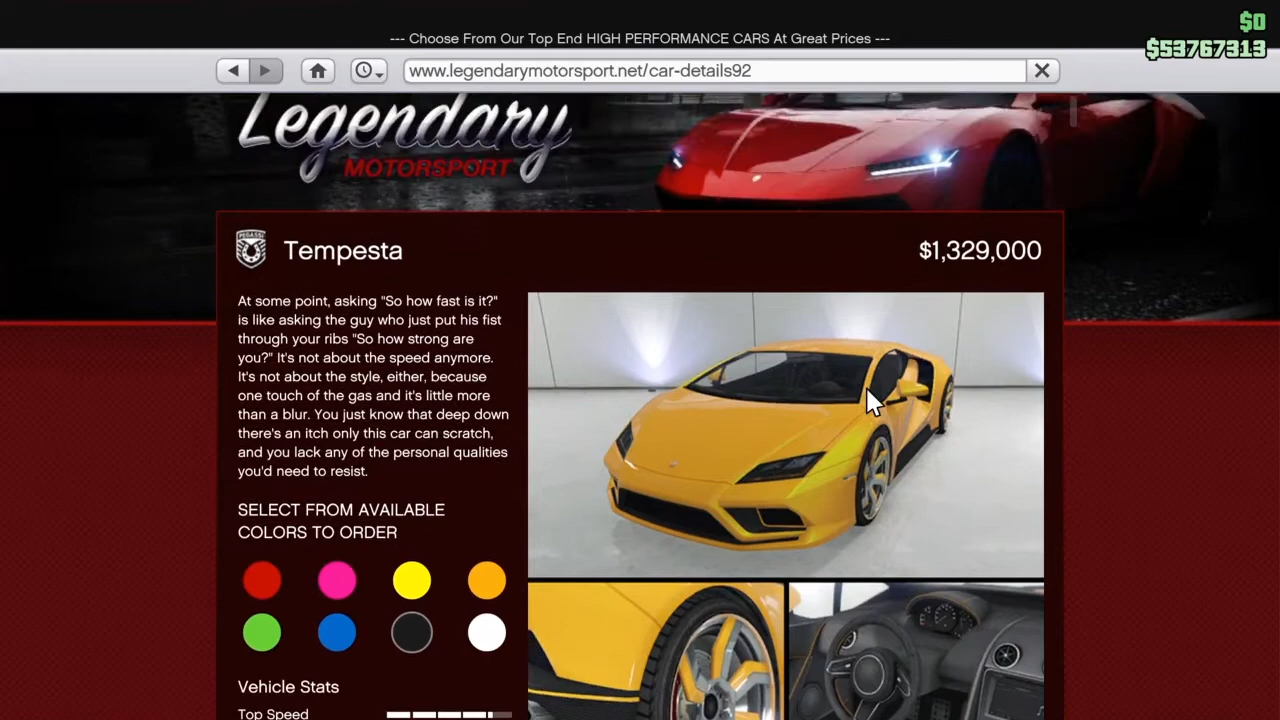 $0
--- Choose From Our Top End HIGH PERFORMANCE CARS At Great Prices ---
$53767313
www.legendarymotorsport.net/car-details92
Legendary
MOTORSPORT
PEGASSI
Tempesta
$1,329,000
At some point, asking "So how fast is it?"
is like asking the guy who just put his fist
through your ribs "So how strong are
you?" It's not about the speed anymore.
It's not about the style, either, because
one touch of the gas and it's little more
than a blur. You just know that deep down
there's an itch only this car can scratch,
and you lack any of the personal qualities
you'd need to resist.
SELECT FROM AVAILABLE
COLORS TO ORDER
Vehicle Stats
Top Speed